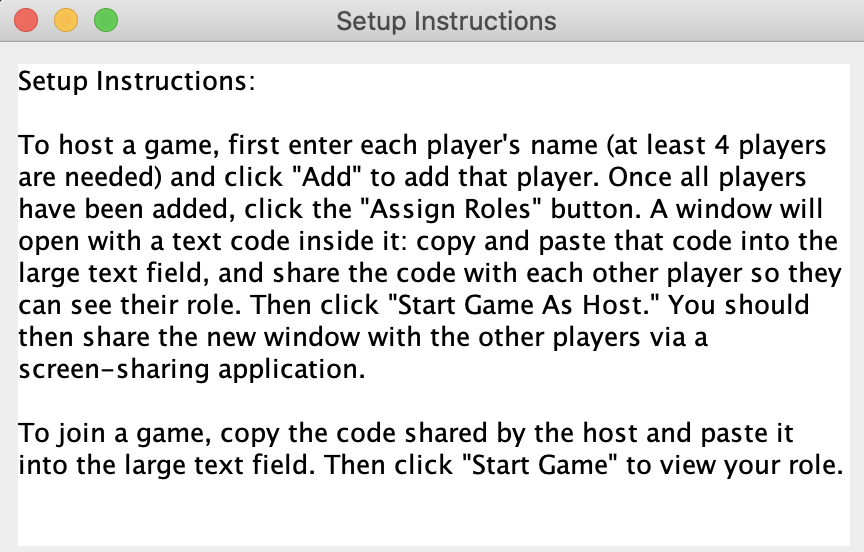 Setup Instructions
Setup Instructions:
To host a game, first enter each player's name (at least 4 players
are needed) and click "Add" to add that player. Once all players
have been added, click the "Assign Roles" button. A window will
open with a text code inside it: copy and paste that code into the
large text field, and share the code with each other player so they
can see their role. Then click "Start Game As Host." You should
then share the new window with the other players via a
screen-sharing application.
To join a game, copy the code shared by the host and paste it
into the large text field. Then click "Start Game" to view your role.